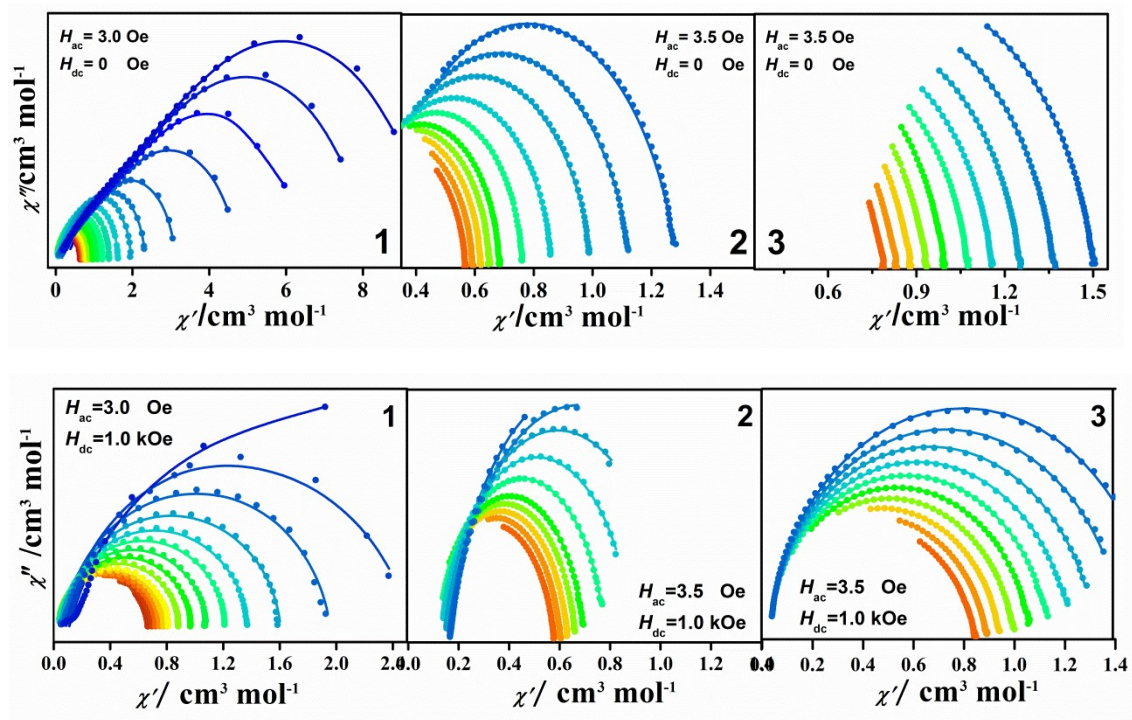 H_ac = 3.0 Oe
H_dc = 0 Oe
1
H_ac = 3.5 Oe
H_dc = 0 Oe
2
H_ac = 3.5 Oe
H_dc = 0 Oe
3
χ″/cm³ mol⁻¹
0 2 4 6 8
0.4 0.6 0.8 1.0 1.2 1.4
0.6 0.9 1.2 1.5
χ′/cm³ mol⁻¹
χ′/cm³ mol⁻¹
χ′/cm³ mol⁻¹
H_ac=3.0 Oe
H_dc=1.0 kOe
1
2
H_ac=3.5 Oe
H_dc=1.0 kOe
3
H_ac=3.5 Oe
H_dc=1.0 kOe
χ″ /cm³ mol⁻¹
0.0 0.4 0.8 1.2 1.6 2.0 2.4
0.0 0.2 0.4 0.6 0.8 1.0 1.2 1.4
0.0 0.2 0.4 0.6 0.8 1.0 1.2 1.4
χ′/ cm³ mol⁻¹
χ′/ cm³ mol⁻¹
χ′/ cm³ mol⁻¹